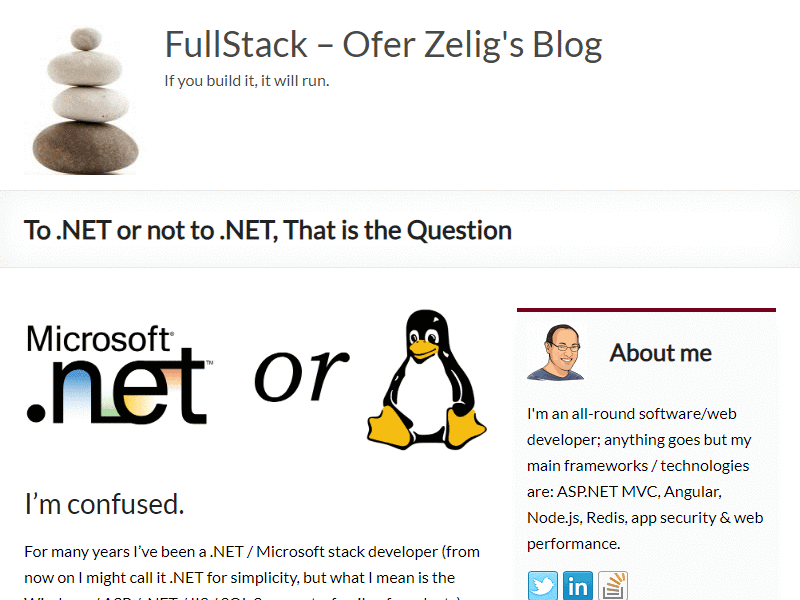 FullStack – Ofer Zelig's Blog
If you build it, it will run.
To .NET or not to .NET, That is the Question
Microsoft®
.net™
or
I’m confused.
For many years I’ve been a .NET / Microsoft stack developer (from
now on I might call it .NET for simplicity, but what I mean is the
About me
I'm an all-round software/web
developer; anything goes but my
main frameworks / technologies
are: ASP.NET MVC, Angular,
Node.js, Redis, app security & web
performance.
in